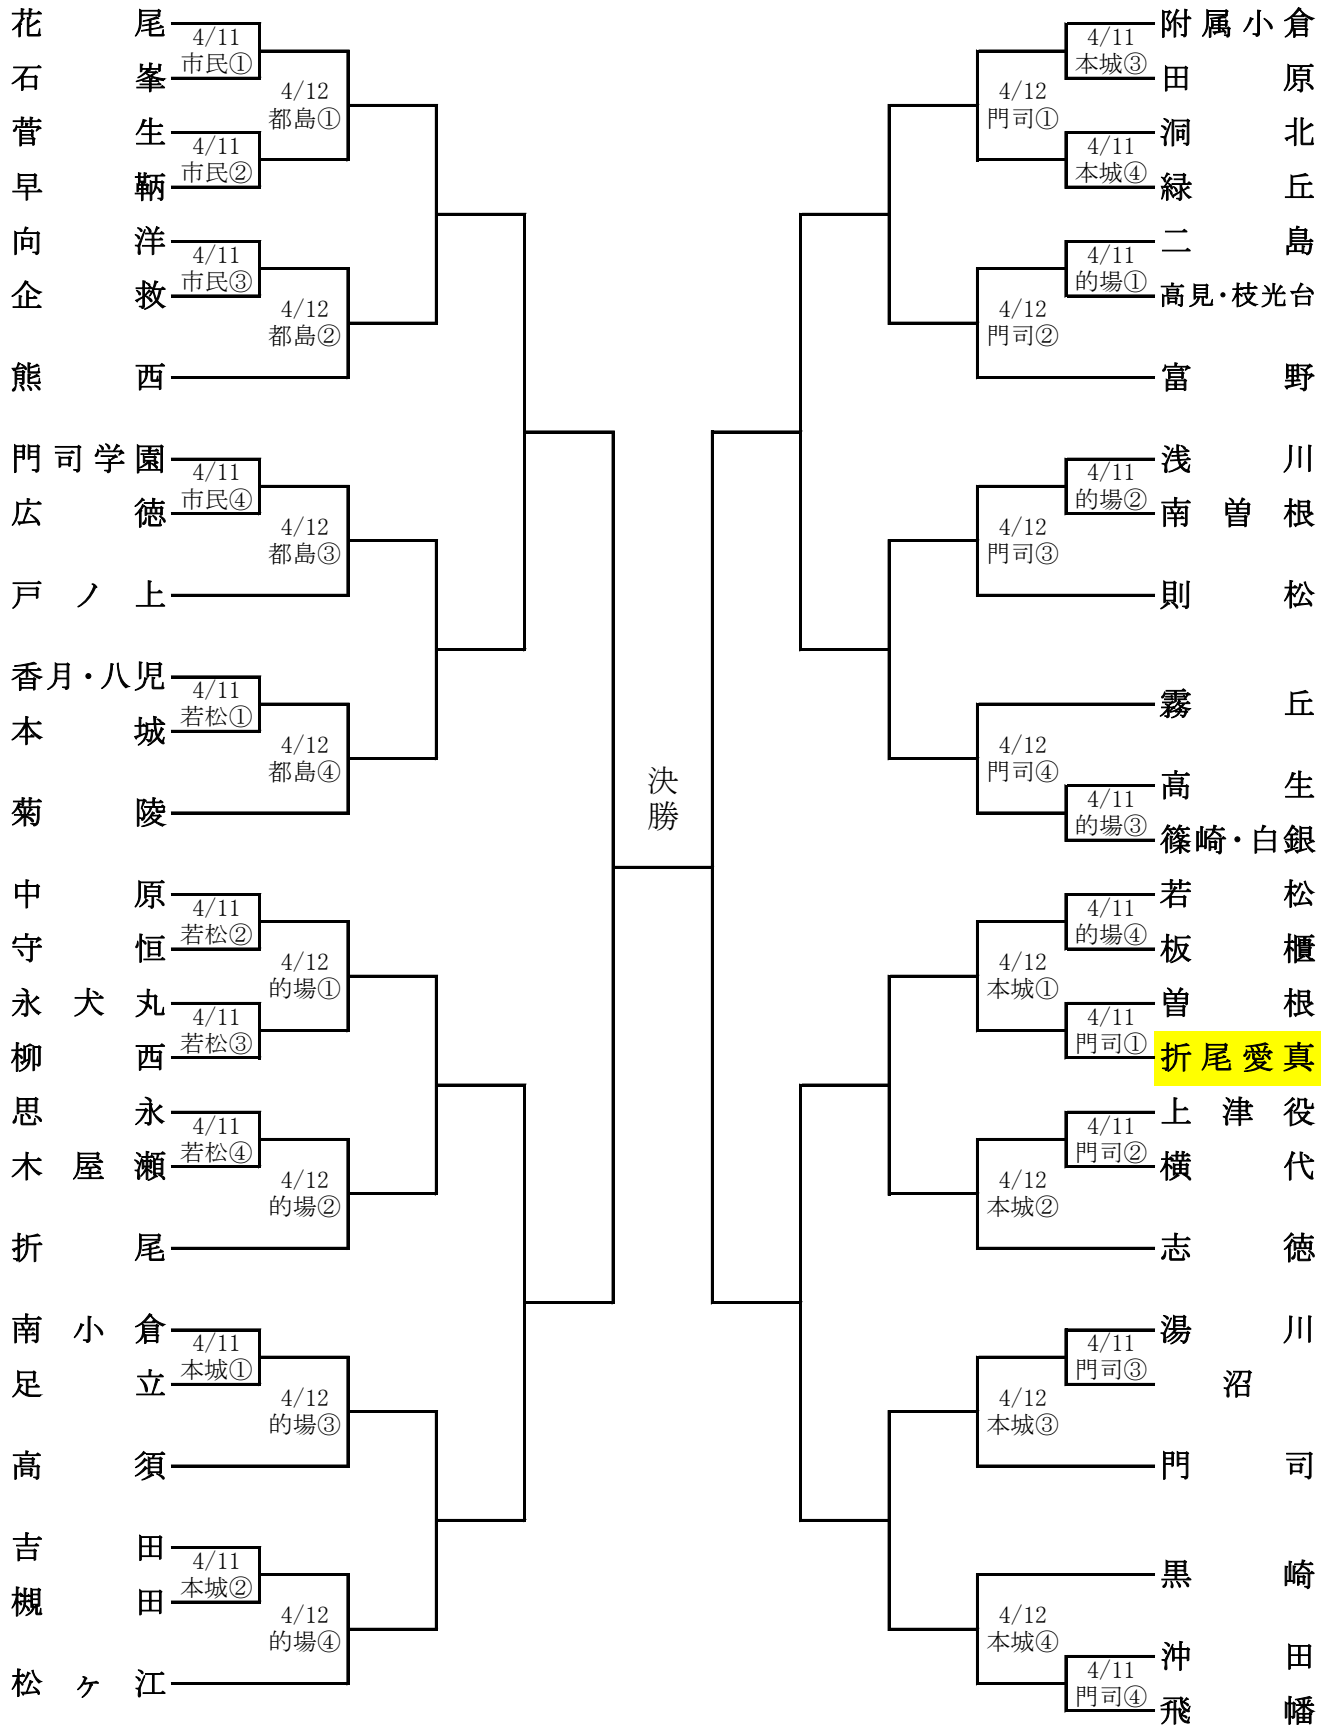 花尾
4/11
市民①
石峯
4/12
都島①
菅生
4/11
市民②
早鞆
向洋
4/11
市民③
企救
4/12
都島②
熊西
門司学園
4/11
市民④
広徳
4/12
都島③
戸ノ上
香月・八児
4/11
若松①
本城
4/12
都島④
菊陵
中原
4/11
若松②
守恒
4/12
的場①
永犬丸
4/11
若松③
柳西
思永
4/11
若松④
木屋瀬
4/12
的場②
折尾
南小倉
4/11
本城①
足立
4/12
的場③
高須
吉田
4/11
本城②
槻田
4/12
的場④
松ヶ江
決勝
附属小倉
4/11
本城③
田原
4/12
門司①
洞北
4/11
本城④
緑丘
二島
4/11
的場①
高見・枝光台
4/12
門司②
富野
浅川
4/11
的場②
南曽根
4/12
門司③
則松
霧丘
4/12
門司④
高生
4/11
的場③
篠崎・白銀
若松
4/11
的場④
板櫃
4/12
本城①
曽根
4/11
門司①
折尾愛真
上津役
4/11
門司②
横代
4/12
本城②
志徳
湯川
4/11
門司③
沼
4/12
本城③
門司
黒崎
4/12
本城④
沖田
4/11
門司④
飛幡